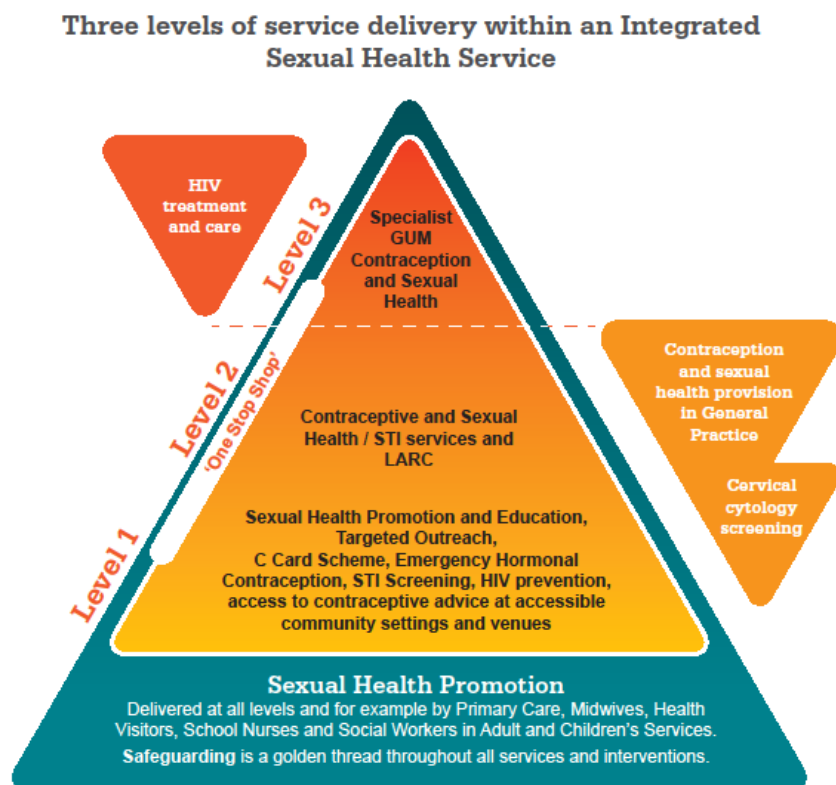 Three levels of service delivery within an Integrated
Sexual Health Service
HIV
treatment
and care
Level 3
Specialist
GUM
Contraception
and Sexual
Health
Level 2
'One Stop Shop'
Contraception
and sexual
health provision
in General
Practice
Contraceptive and Sexual
Health / STI services and
LARC
Cervical
cytology
screening
Level 1
Sexual Health Promotion and Education,
Targeted Outreach,
C Card Scheme, Emergency Hormonal
Contraception, STI Screening, HIV prevention,
access to contraceptive advice at accessible
community settings and venues
Sexual Health Promotion
Delivered at all levels and for example by Primary Care, Midwives, Health
Visitors, School Nurses and Social Workers in Adult and Children's Services.
Safeguarding is a golden thread throughout all services and interventions.